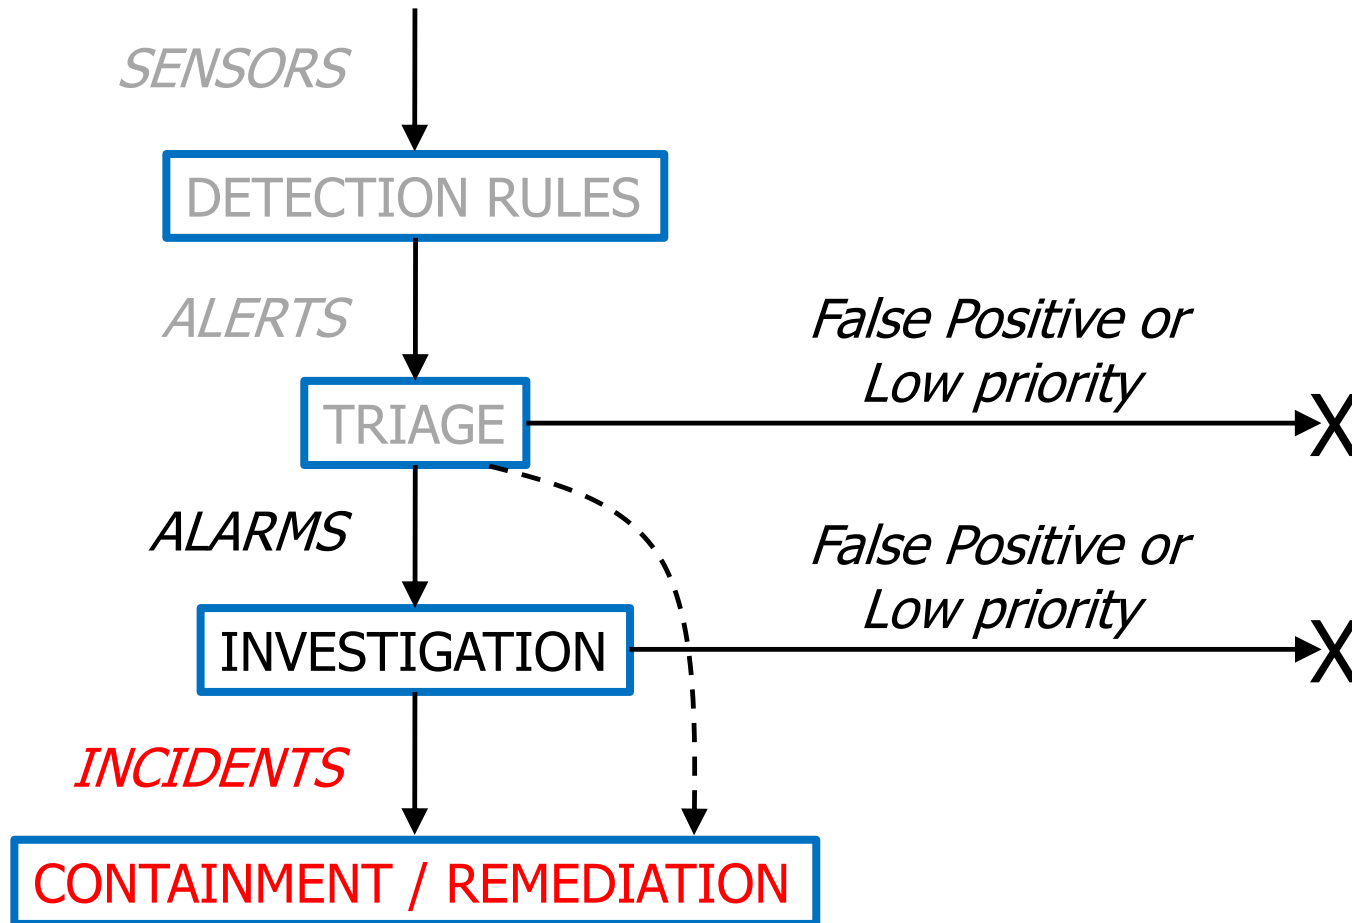 SENSORS
DETECTION RULES
ALERTS
False Positive or
Low priority
TRIAGE
X
ALARMS
False Positive or
Low priority
INVESTIGATION
X
INCIDENTS
CONTAINMENT / REMEDIATION